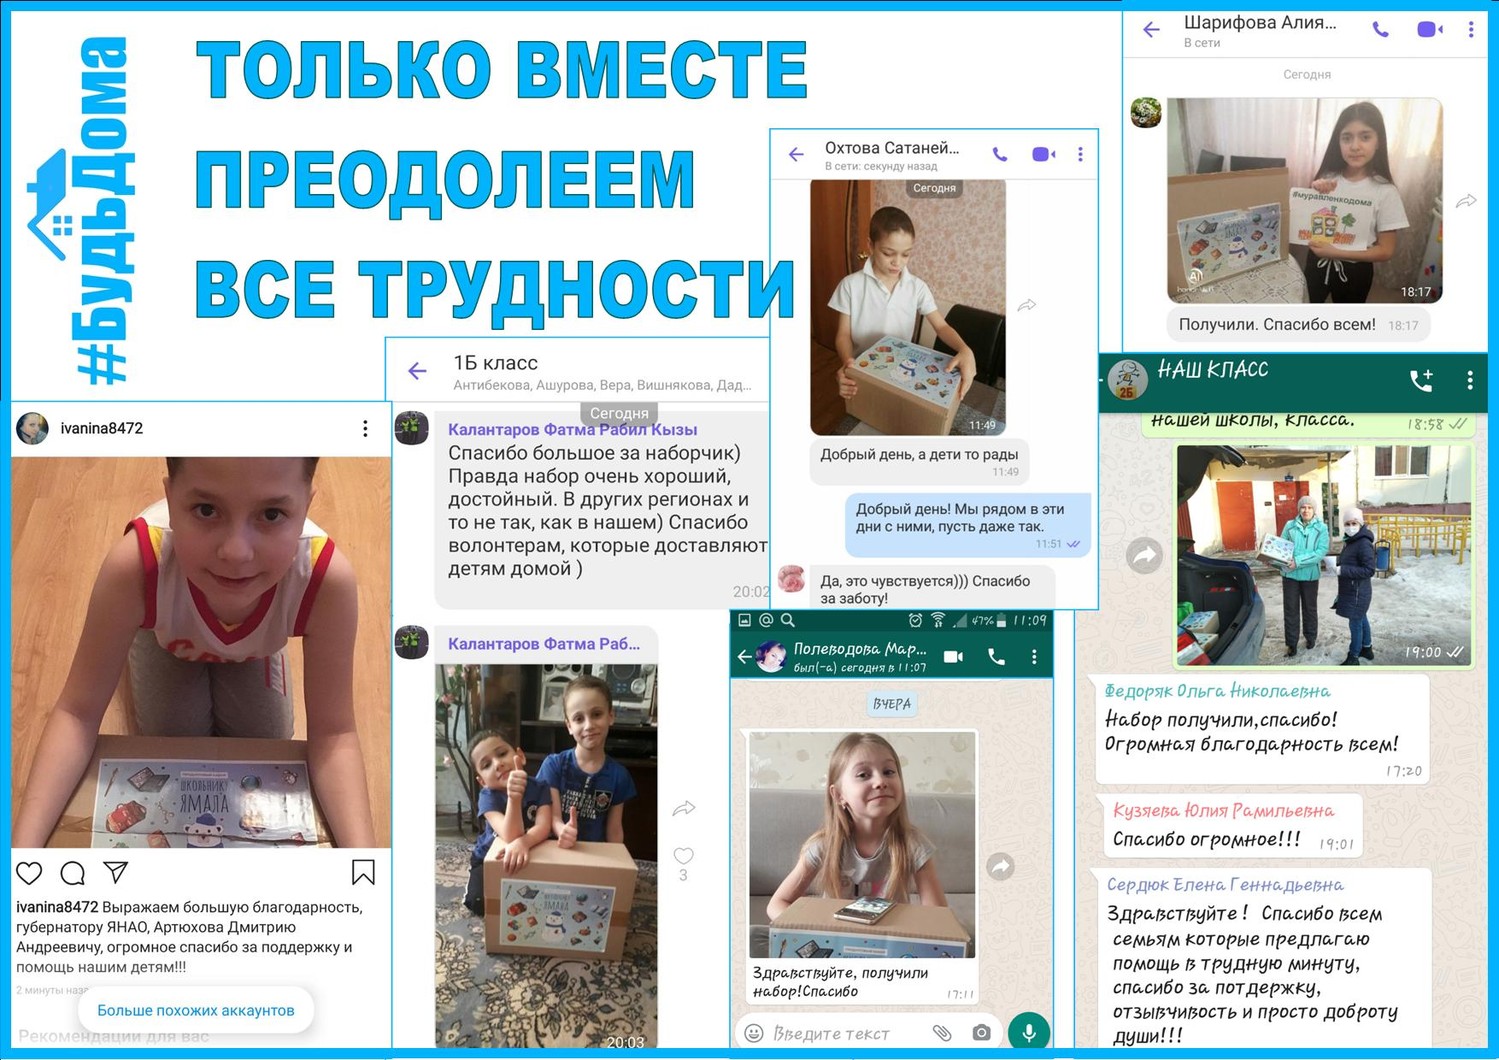 #БудьДома
ТОЛЬКО ВМЕСТЕ
ПРЕОДОЛЕЕМ
ВСЕ ТРУДНОСТИ
ivanina8472
ШКОЛЬНИКУ
ЯМАЛА
ivanina8472 Выражаем большую благодарность,
губернатору ЯНАО, Артюхова Дмитрию
Андреевичу, огромное спасибо за поддержку и
помощь нашим детям!!!
2 минуты наза
Больше похожих аккаунтов
Рекомендации для вас
1Б класс
Антибекова, Ашурова, Вера, Вишнякова, Дад...
Сегодня
Калантаров Фатма Рабил Кызы
Спасибо большое за наборчик)
Правда набор очень хороший,
достойный. В других регионах и
то не так, как в нашем) Спасибо
волонтерам, которые доставляют
детям домой )
20:02
Калантаров Фатма Раб...
ЯМАЛА
3
20:03
Охтова Сатаней...
В сети: секунду назад
Сегодня
11:49
Добрый день, а дети то рады
11:49
Добрый день! Мы рядом в эти
дни с ними, пусть даже так.
11:51
Да, это чувствуется))) Спасибо
за заботу!
47% 11:09
Полеводова Мар...
был(-а) сегодня в 11:07
ВЧЕРА
Здравствуйте, получили
набор!Спасибо
17:11
Введите текст
Шарифова Алия...
В сети
Сегодня
#муравленкодома
ЯМАЛА
18:17
Получили. Спасибо всем! 18:17
2Б
НАШ КЛАСС
нашей школы, класса.
18:58
19:00
Федоряк Ольга Николаевна
Набор получили,спасибо!
Огромная благодарность всем!
17:20
Кузяева Юлия Рамильевна
Спасибо огромное!!!
19:01
Сердюк Елена Геннадьевна
Здравствуйте! Спасибо всем
семьям которые предлагаю
помощь в трудную минуту,
спасибо за потдержку,
отзывчивость и просто доброту
души!!!